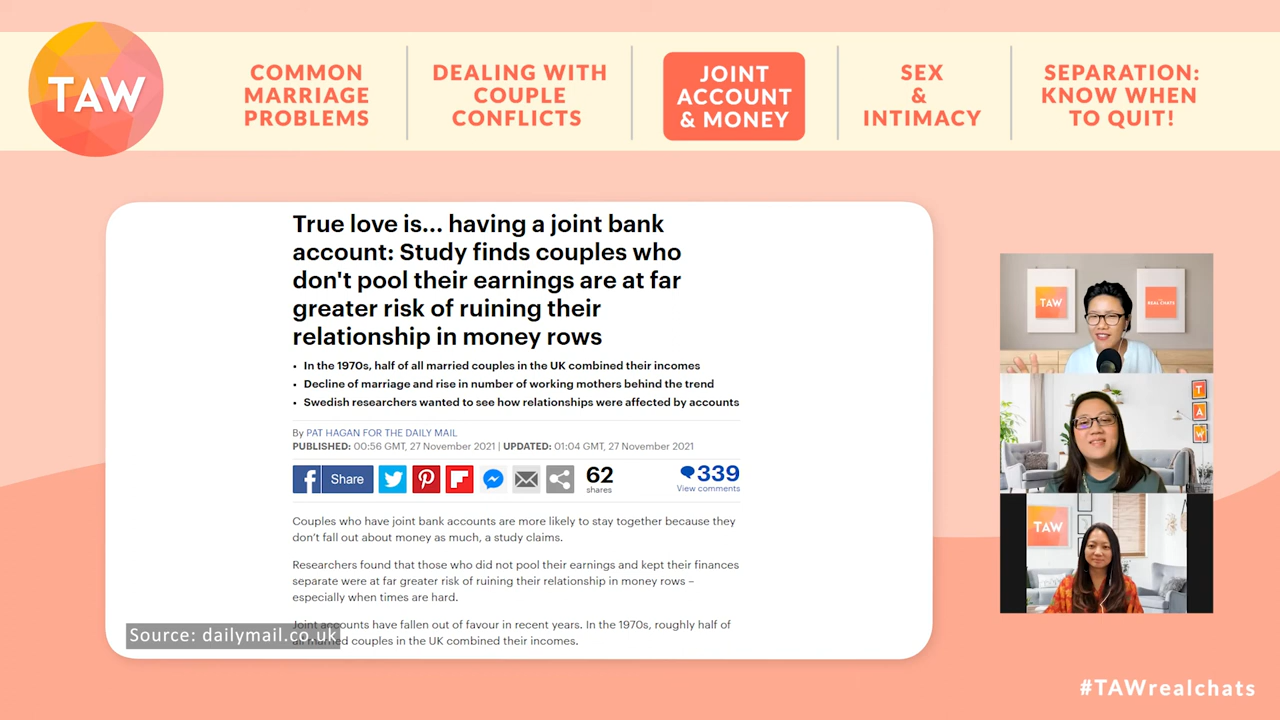 TAW
COMMON
MARRIAGE
PROBLEMS
DEALING WITH
COUPLE
CONFLICTS
JOINT
ACCOUNT
& MONEY
SEX
&
INTIMACY
SEPARATION:
KNOW WHEN
TO QUIT!
True love is... having a joint bank
account: Study finds couples who
don't pool their earnings are at far
greater risk of ruining their
relationship in money rows
• In the 1970s, half of all married couples in the UK combined their incomes
• Decline of marriage and rise in number of working mothers behind the trend
• Swedish researchers wanted to see how relationships were affected by accounts
By PAT HAGAN FOR THE DAILY MAIL
PUBLISHED: 00:56 GMT, 27 November 2021 | UPDATED: 01:04 GMT, 27 November 2021
Share
62
shares
339
View comments
Couples who have joint bank accounts are more likely to stay together because they
don't fall out about money as much, a study claims.
Researchers found that those who did not pool their earnings and kept their finances
separate were at far greater risk of ruining their relationship in money rows –
especially when times are hard.
Joint accounts have fallen out of favour in recent years. In the 1970s, roughly half of
all married couples in the UK combined their incomes.
Source: dailymail.co.uk
TAW
REAL CHATS
T
A
W
TAW
#TAWrealchats